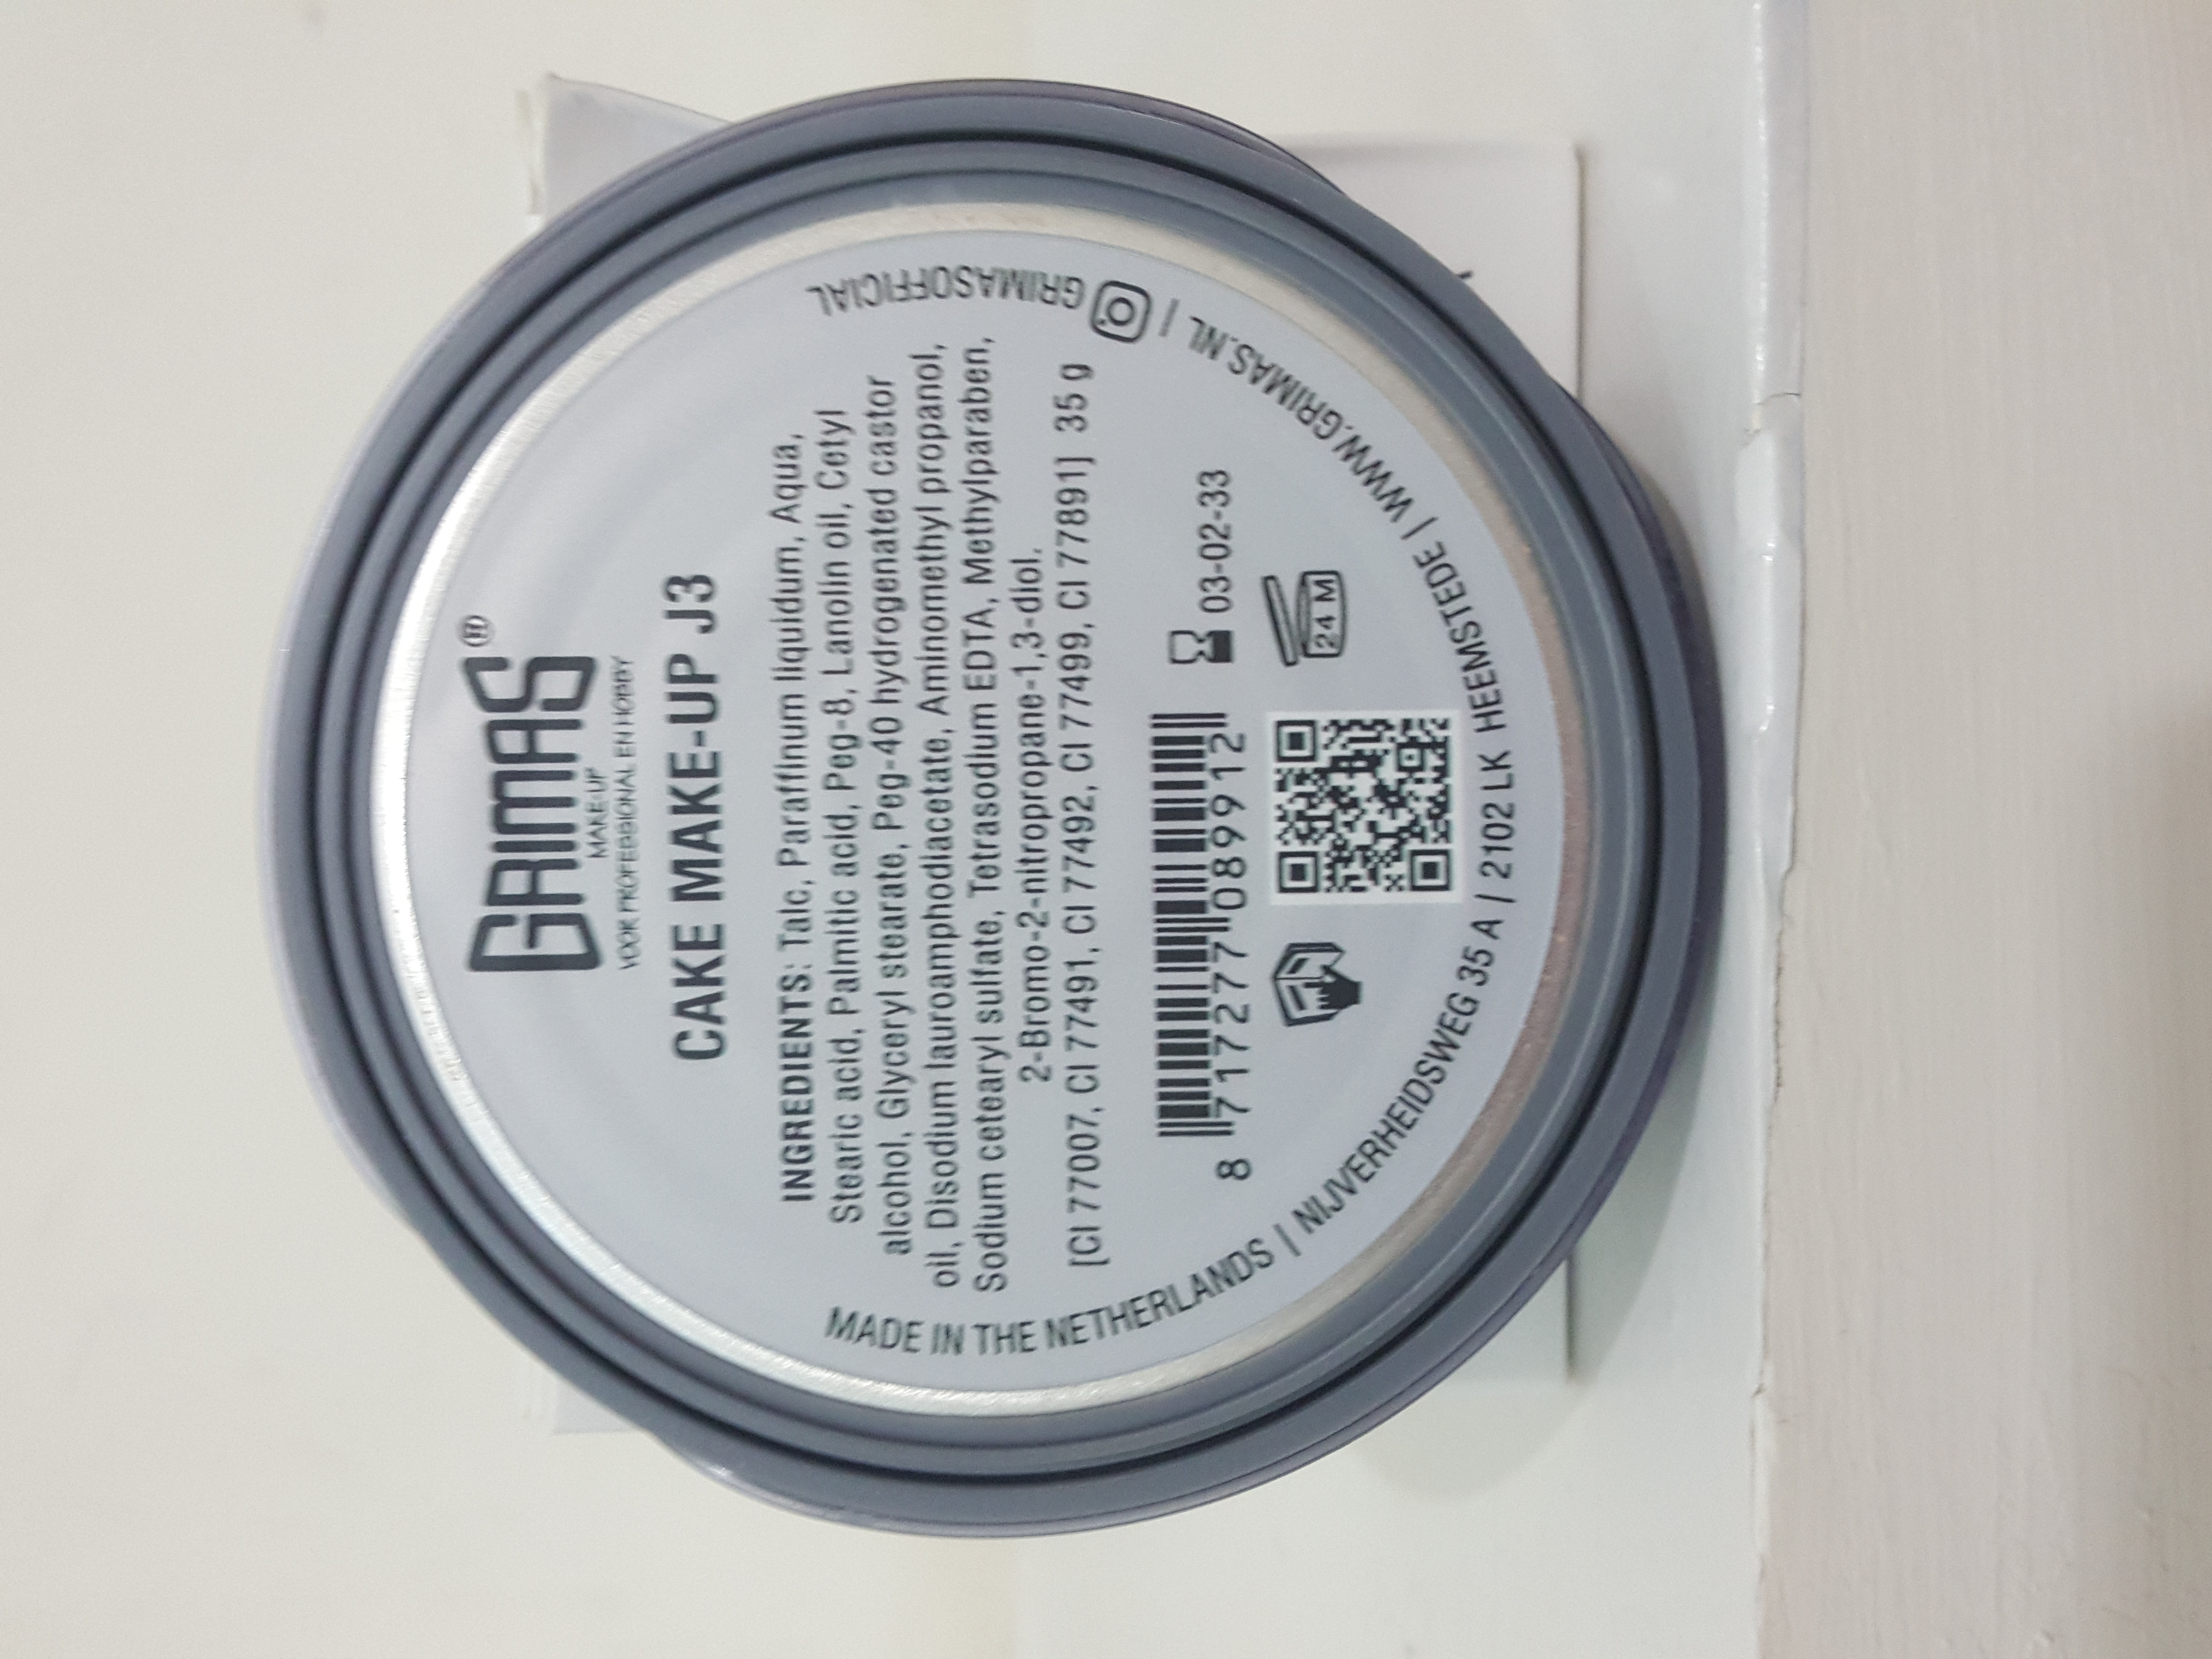 GRIMAS®
MAKE-UP
VOOR PROFESSIONAL EN HOBBY
CAKE MAKE-UP J3
INGREDIENTS: Talc, Paraffinum liquidum, Aqua,
Stearic acid, Palmitic acid, Peg-8, Lanolin oil, Cetyl
alcohol, Glyceryl stearate, Peg-40 hydrogenated castor
oil, Disodium lauroamphodiacetate, Aminomethyl propanol,
Sodium cetearyl sulfate, Tetrasodium EDTA, Methylparaben,
2-Bromo-2-nitropropane-1,3-diol.
[CI 77007, CI 77491, CI 77492, CI 77499, CI 77891] 35 g
8 717277 089912
03-02-33
24 M
MADE IN THE NETHERLANDS | NIJVERHEIDSWEG 35 A / 2102 LK HEEMSTEDE | WWW.GRIMAS.NL | GRIMASOFFICIAL